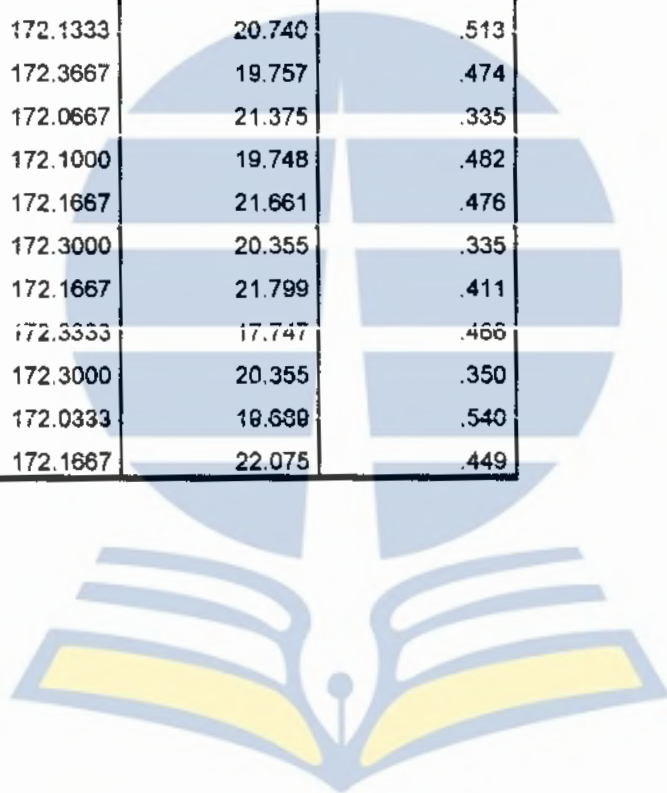 172.1333 20.740 .513
172.3667 19.757 .474
172.0667 21.375 .335
172.1000 19.748 .482
172.1667 21.661 .476
172.3000 20.355 .335
172.1667 21.799 .411
172.3333 17.747 .466
172.3000 20.355 .350
172.0333 19.689 .540
172.1667 22.075 .449